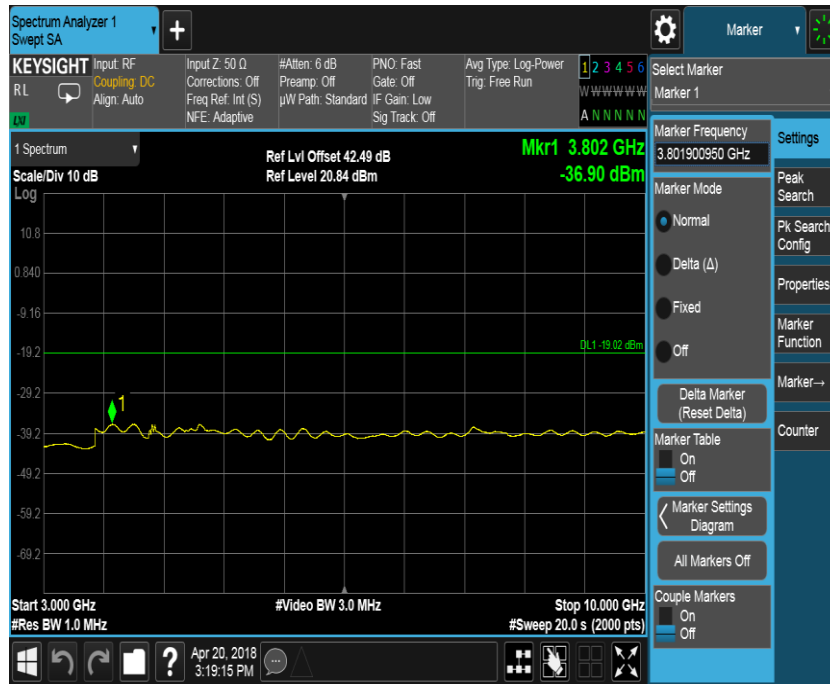 Spectrum Analyzer 1
Swept SA
+
Marker
KEYSIGHT
RL
LXI
Input: RF
Coupling: DC
Align: Auto
Input Z: 50 Ω
Corrections: Off
Freq Ref: Int (S)
NFE: Adaptive
#Atten: 6 dB
Preamp: Off
µW Path: Standard
PNO: Fast
Gate: Off
IF Gain: Low
Sig Track: Off
Avg Type: Log-Power
Trig: Free Run
1 2 3 4 5 6
W W W W W W
A N N N N N
Select Marker
Marker 1
1 Spectrum
Scale/Div 10 dB
Log
Ref Lvl Offset 42.49 dB
Ref Level 20.84 dBm
Mkr1 3.802 GHz
-36.90 dBm
10.8
0.840
-9.16
-19.2
-29.2
-39.2
-49.2
-59.2
-69.2
DL1 -19.02 dBm
1
Start 3.000 GHz
#Res BW 1.0 MHz
#Video BW 3.0 MHz
Stop 10.000 GHz
#Sweep 20.0 s (2000 pts)
Marker Frequency
3.801900950 GHz
Marker Mode
Normal
Delta (Δ)
Fixed
Off
Delta Marker
(Reset Delta)
Marker Table
On
Off
Marker Settings
Diagram
All Markers Off
Couple Markers
On
Off
Settings
Peak
Search
Pk Search
Config
Properties
Marker
Function
Marker→
Counter
?
Apr 20, 2018
3:19:15 PM